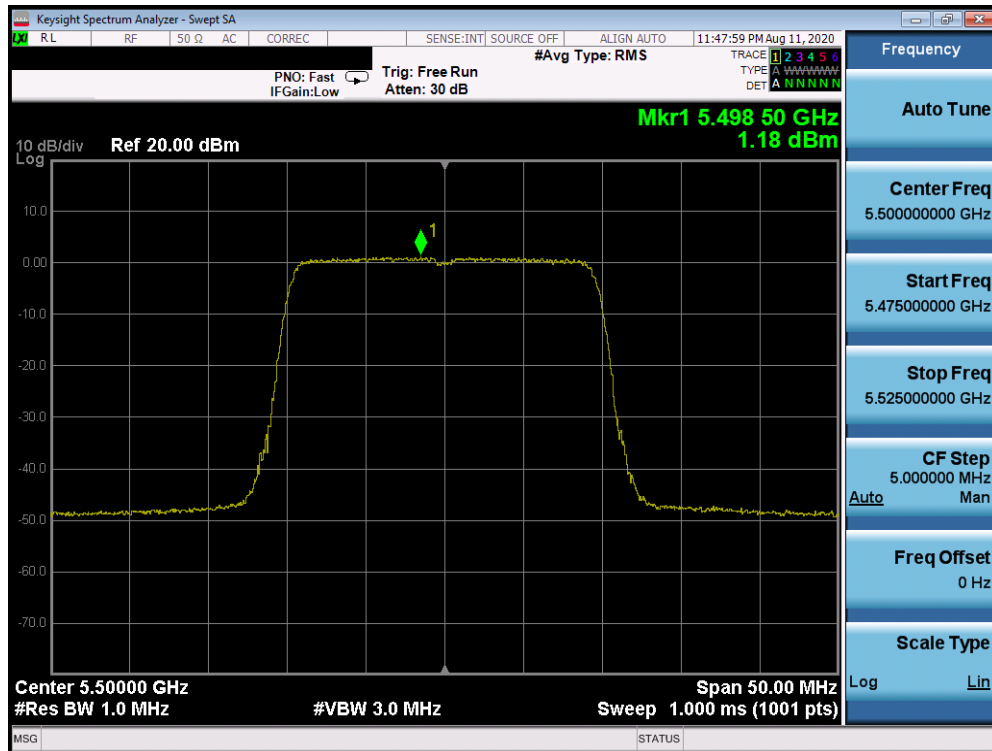 Keysight Spectrum Analyzer - Swept SA
LXI RL RF 50 Ω AC CORREC SENSE:INT SOURCE OFF ALIGN AUTO 11:47:59 PM Aug 11, 2020
#Avg Type: RMS
TRACE 1 2 3 4 5 6
PNO: Fast Trig: Free Run
TYPE A WWWWW
IFGain:Low Atten: 30 dB
DET A N N N N N
Mkr1 5.498 50 GHz
1.18 dBm
10 dB/div Ref 20.00 dBm
Log
10.0
1
0.00
-10.0
-20.0
-30.0
-40.0
-50.0
-60.0
-70.0
Center 5.50000 GHz Span 50.00 MHz
#Res BW 1.0 MHz #VBW 3.0 MHz Sweep 1.000 ms (1001 pts)
MSG STATUS
Frequency
Auto Tune
Center Freq
5.500000000 GHz
Start Freq
5.475000000 GHz
Stop Freq
5.525000000 GHz
CF Step
5.000000 MHz
Auto Man
Freq Offset
0 Hz
Scale Type
Log Lin